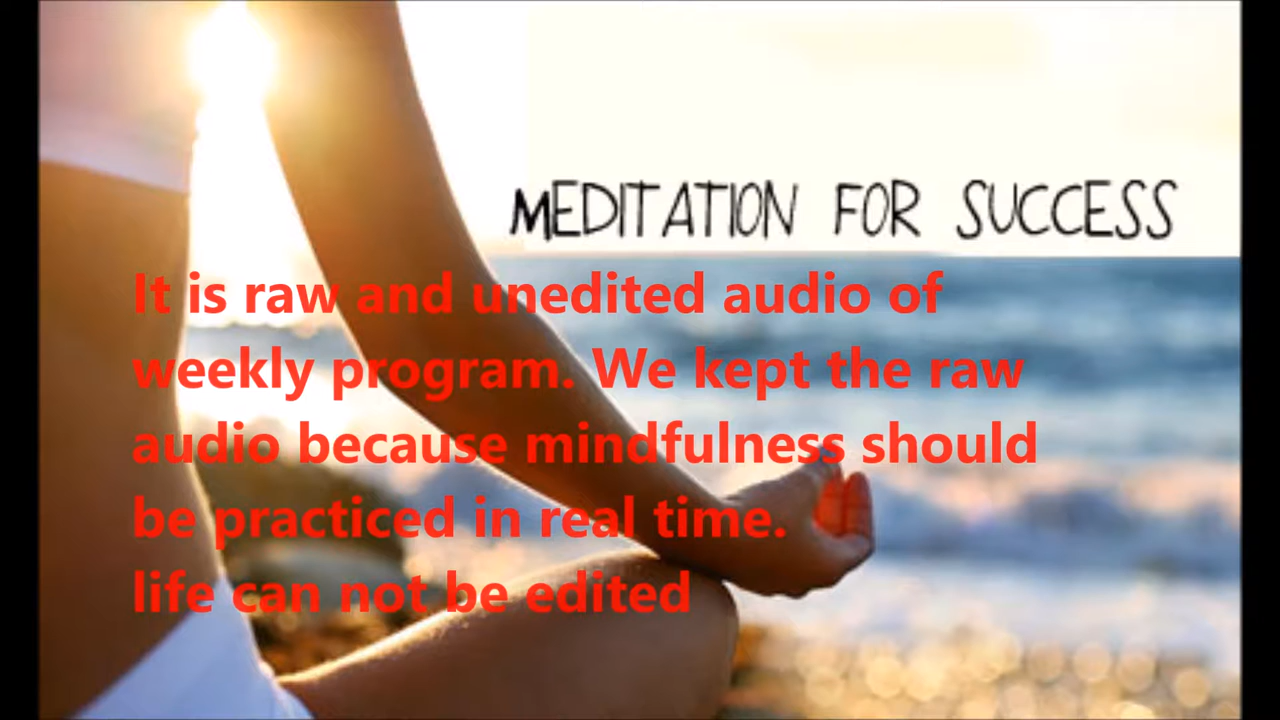 MEDITATION FOR SUCCESS
It is raw and unedited audio of
weekly program. We kept the raw
audio because mindfulness should
be practiced in real time.
life can not be edited